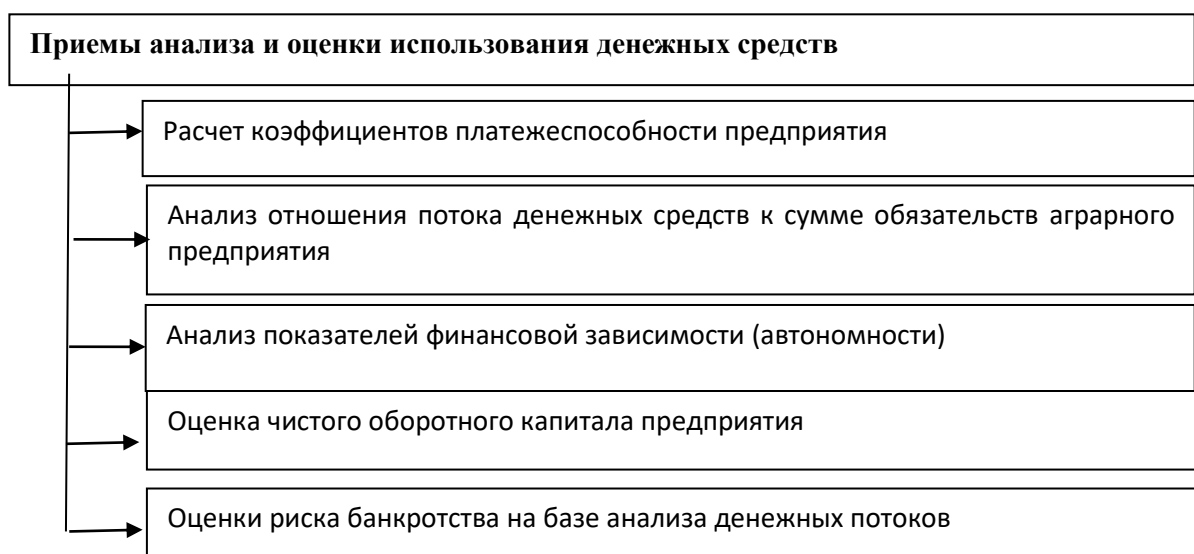 Приемы анализа и оценки использования денежных средств
Расчет коэффициентов платежеспособности предприятия
Анализ отношения потока денежных средств к сумме обязательств аграрного
предприятия
Анализ показателей финансовой зависимости (автономности)
Оценка чистого оборотного капитала предприятия
Оценки риска банкротства на базе анализа денежных потоков